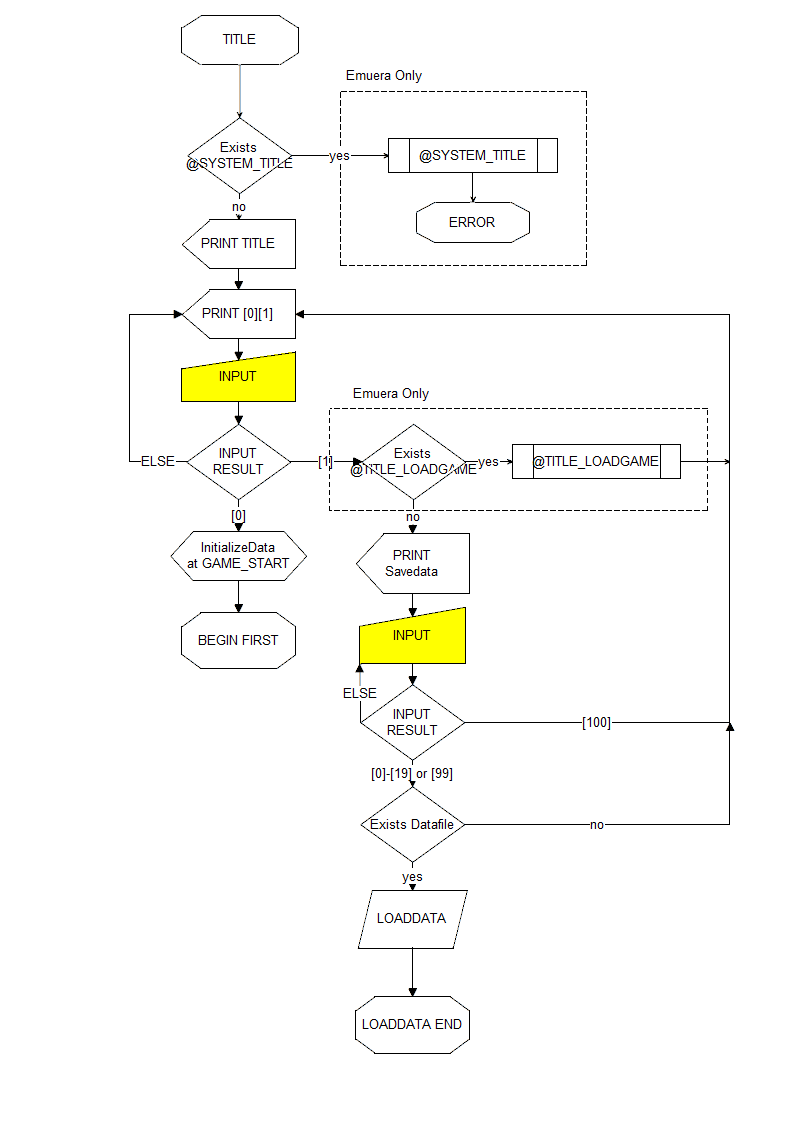 TITLE
Emuera Only
Exists
@SYSTEM_TITLE
yes
@SYSTEM_TITLE
no
ERROR
PRINT TITLE
PRINT [0][1]
INPUT
Emuera Only
INPUT
RESULT
ELSE
[1]
Exists
@TITLE_LOADGAME
yes
@TITLE_LOADGAME
[0]
no
InitializeData
at GAME_START
PRINT
Savedata
BEGIN FIRST
INPUT
ELSE
INPUT
RESULT
[100]
[0]-[19] or [99]
Exists Datafile
no
yes
LOADDATA
LOADDATA END